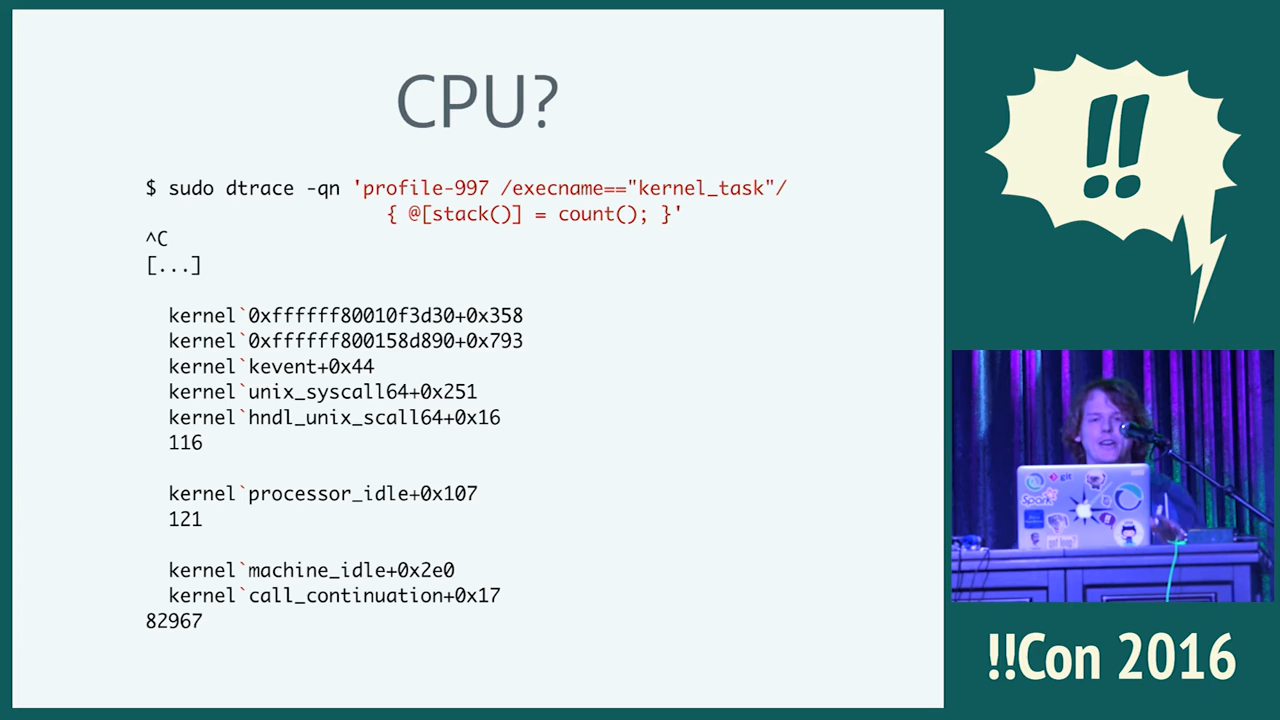 CPU?
$ sudo dtrace -qn 'profile-997 /execname=="kernel_task"/
{ @[stack()] = count(); }'
^C
[...]
kernel`0xffffff80010f3d30+0x358
kernel`0xffffff800158d890+0x793
kernel`kevent+0x44
kernel`unix_syscall64+0x251
kernel`hndl_unix_scall64+0x16
116
kernel`processor_idle+0x107
121
kernel`machine_idle+0x2e0
kernel`call_continuation+0x17
82967
!!
git
Spark
!!Con 2016